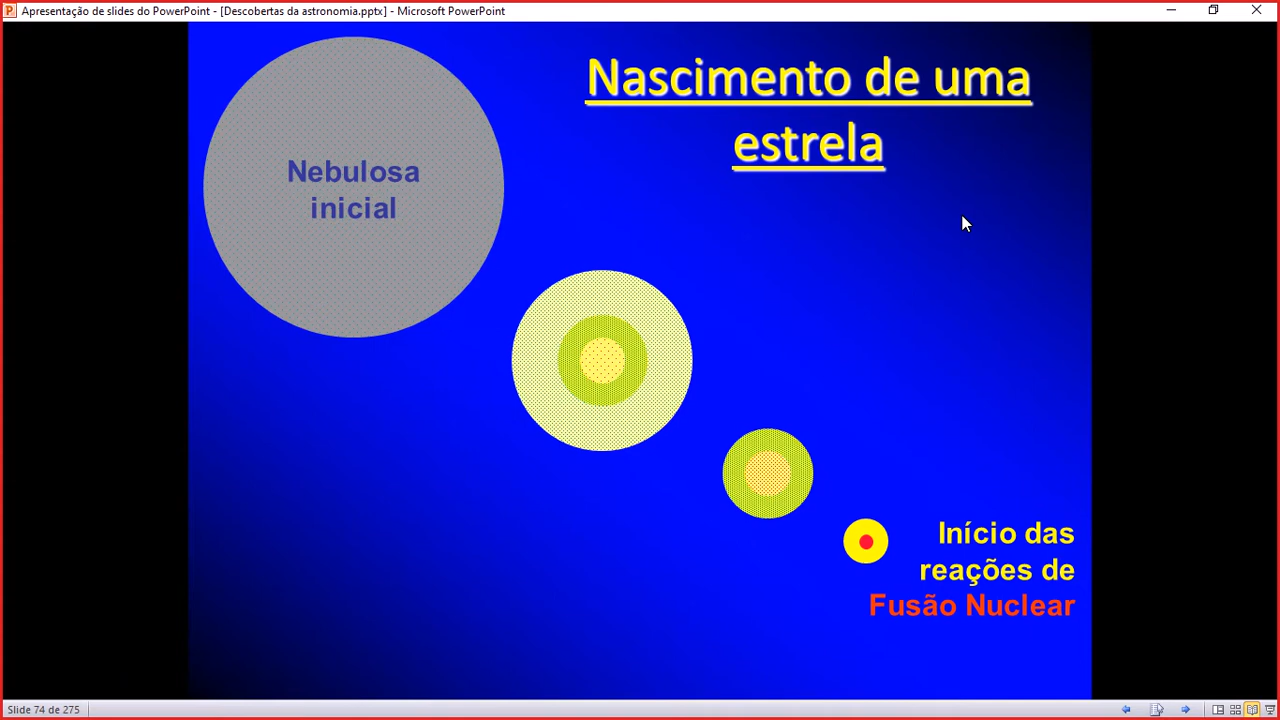 Apresentação de slides do PowerPoint - [Descobertas da astronomia.pptx] - Microsoft PowerPoint
Nascimento de uma
estrela
Nebulosa
inicial
Início das
reações de
Fusão Nuclear
Slide 74 de 275